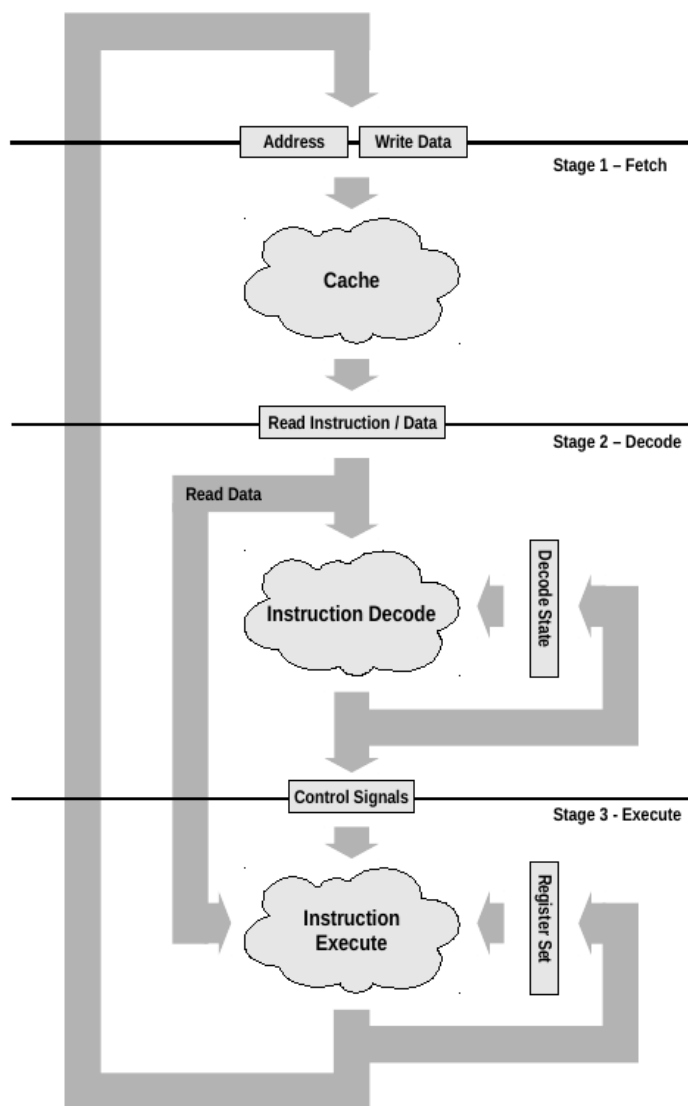 Address
Write Data
Stage 1 – Fetch
Cache
Read Instruction / Data
Stage 2 – Decode
Read Data
Instruction Decode
Decode State
Control Signals
Stage 3 - Execute
Instruction
Execute
Register Set